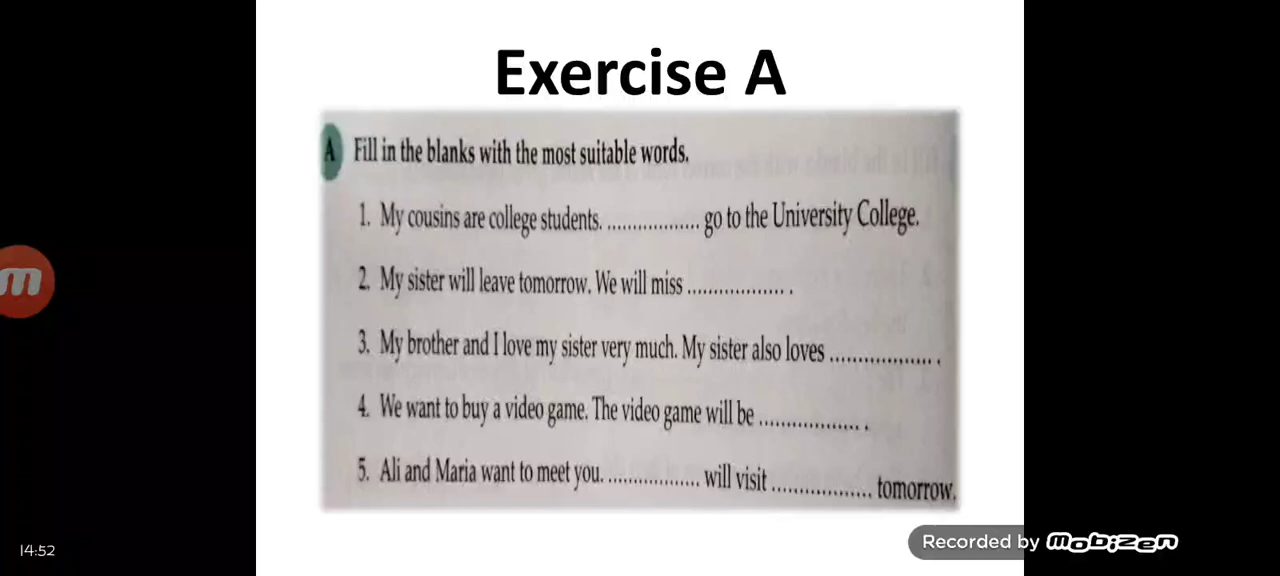 Exercise A
A Fill in the blanks with the most suitable words.
1. My cousins are college students. .................. go to the University College.
2. My sister will leave tomorrow. We will miss .................. .
3. My brother and I love my sister very much. My sister also loves .................. .
4. We want to buy a video game. The video game will be .................. .
5. Ali and Maria want to meet you. .................. will visit .................. tomorrow.
14:52
Recorded by mobizen